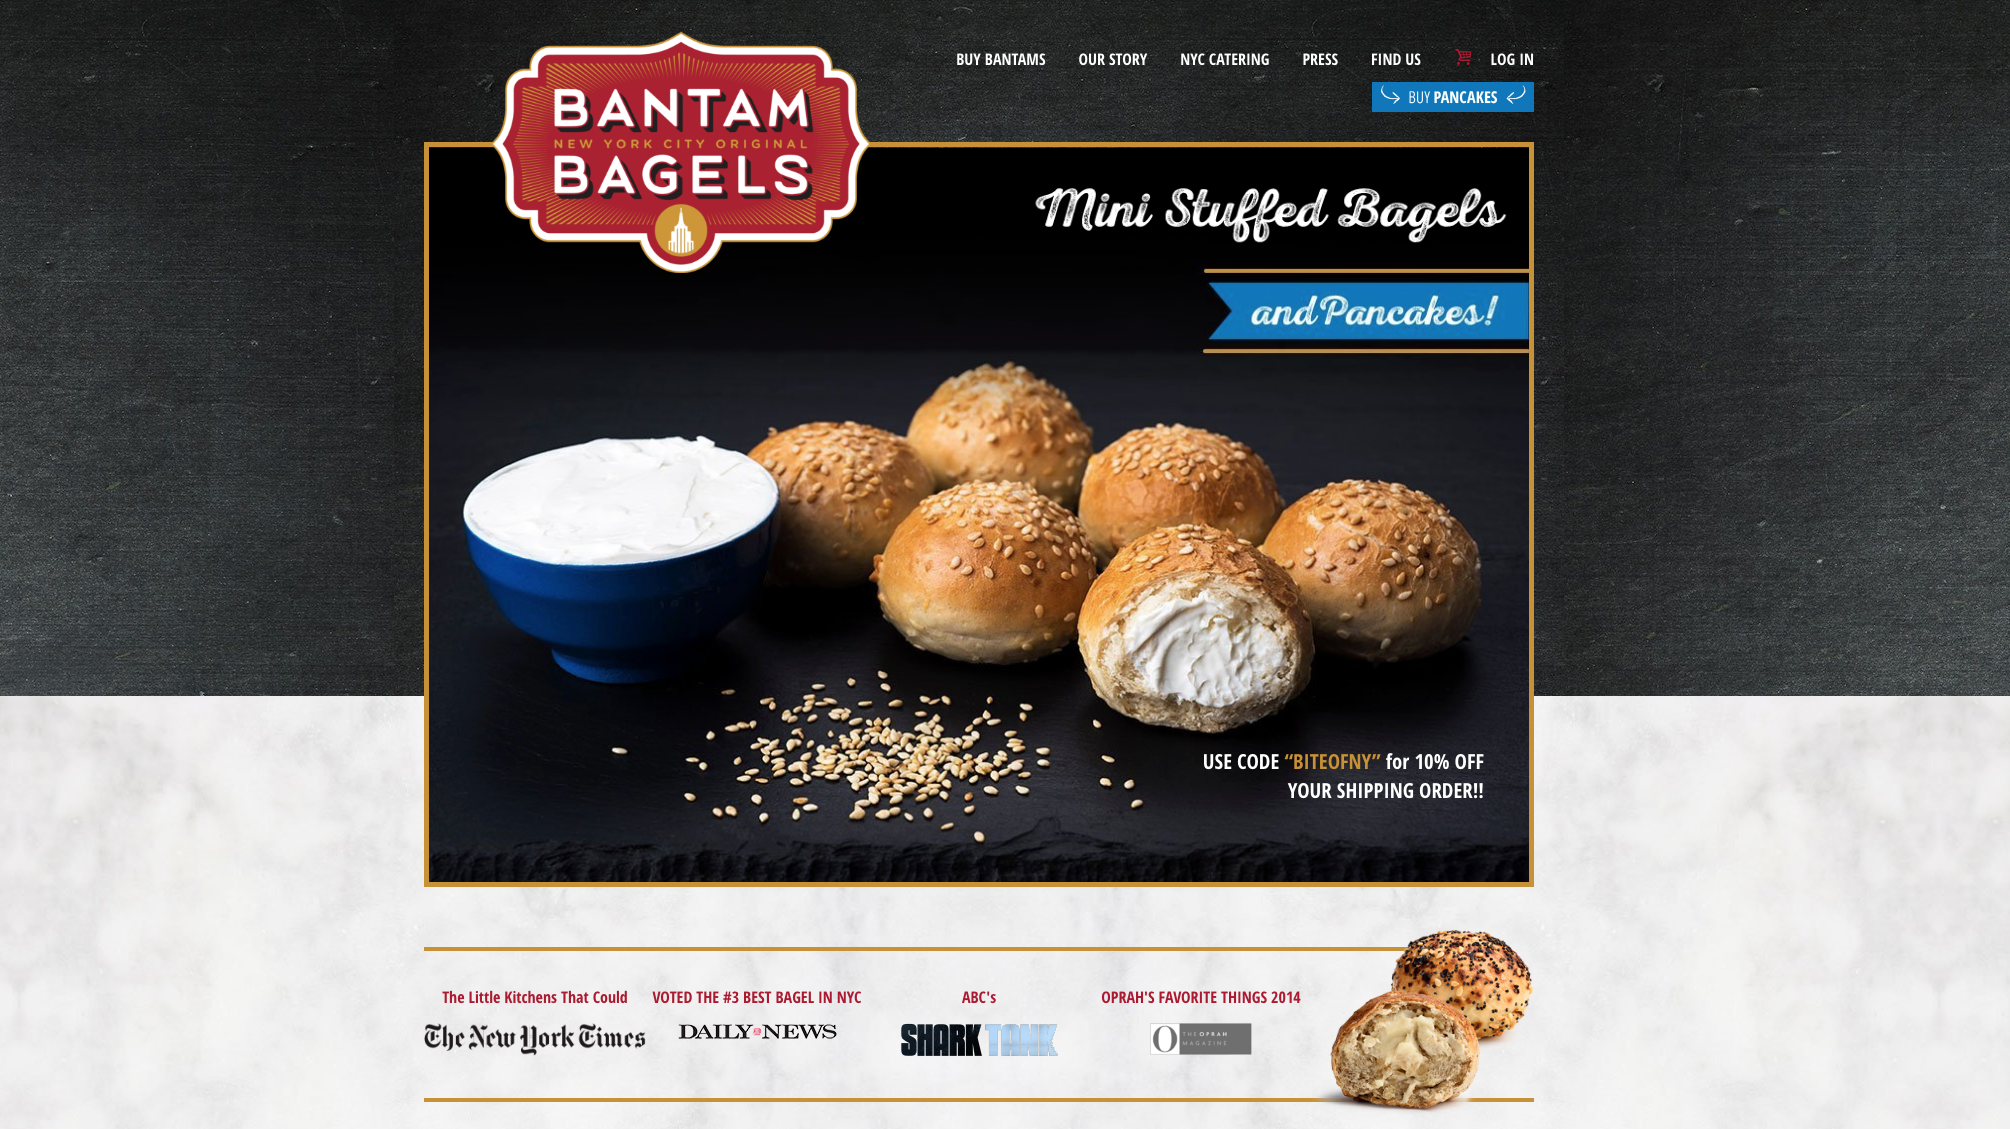 BANTAM
NEW YORK CITY ORIGINAL
BAGELS
BUY BANTAMS
OUR STORY
NYC CATERING
PRESS
FIND US
LOG IN
BUY PANCAKES
Mini Stuffed Bagels
and Pancakes!
USE CODE “BITEOFNY” for 10% OFF
YOUR SHIPPING ORDER!!
The Little Kitchens That Could
The New York Times
VOTED THE #3 BEST BAGEL IN NYC
DAILY NEWS
ABC's
SHARK TANK
OPRAH'S FAVORITE THINGS 2014
O THE OPRAH
MAGAZINE